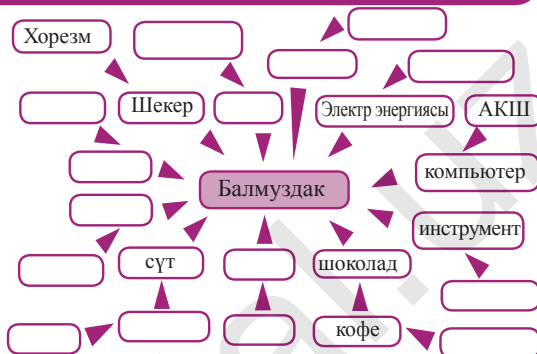 Хорезм
Шекер
Электр энергиясы
АКШ
Балмуздак
компьютер
инструмент
сүт
шоколад
кофе